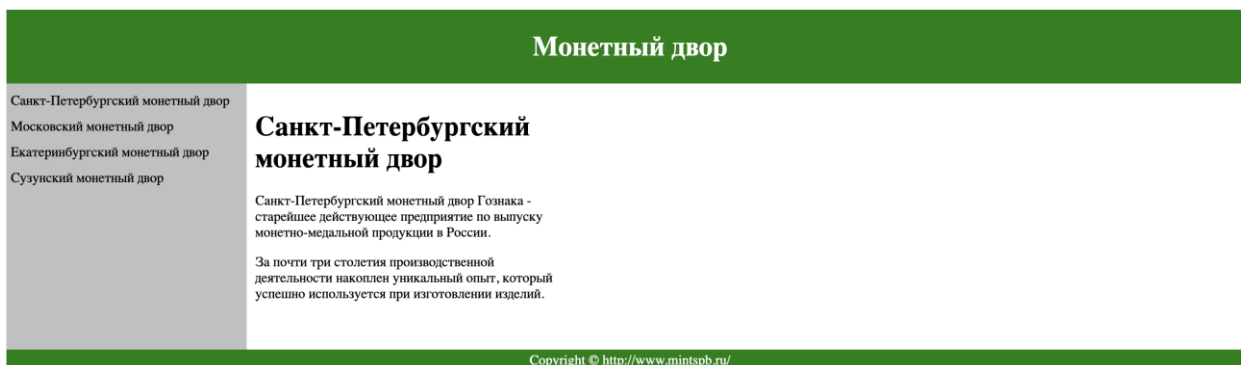 Монетный двор
Санкт-Петербургский монетный двор
Московский монетный двор
Екатеринбургский монетный двор
Сузунский монетный двор
Санкт-Петербургский
монетный двор
Санкт-Петербургский монетный двор Гознака -
старейшее действующее предприятие по выпуску
монетно-медальной продукции в России.
За почти три столетия производственной
деятельности накоплен уникальный опыт, который
успешно используется при изготовлении изделий.
Copyright © http://www.mintspb.ru/